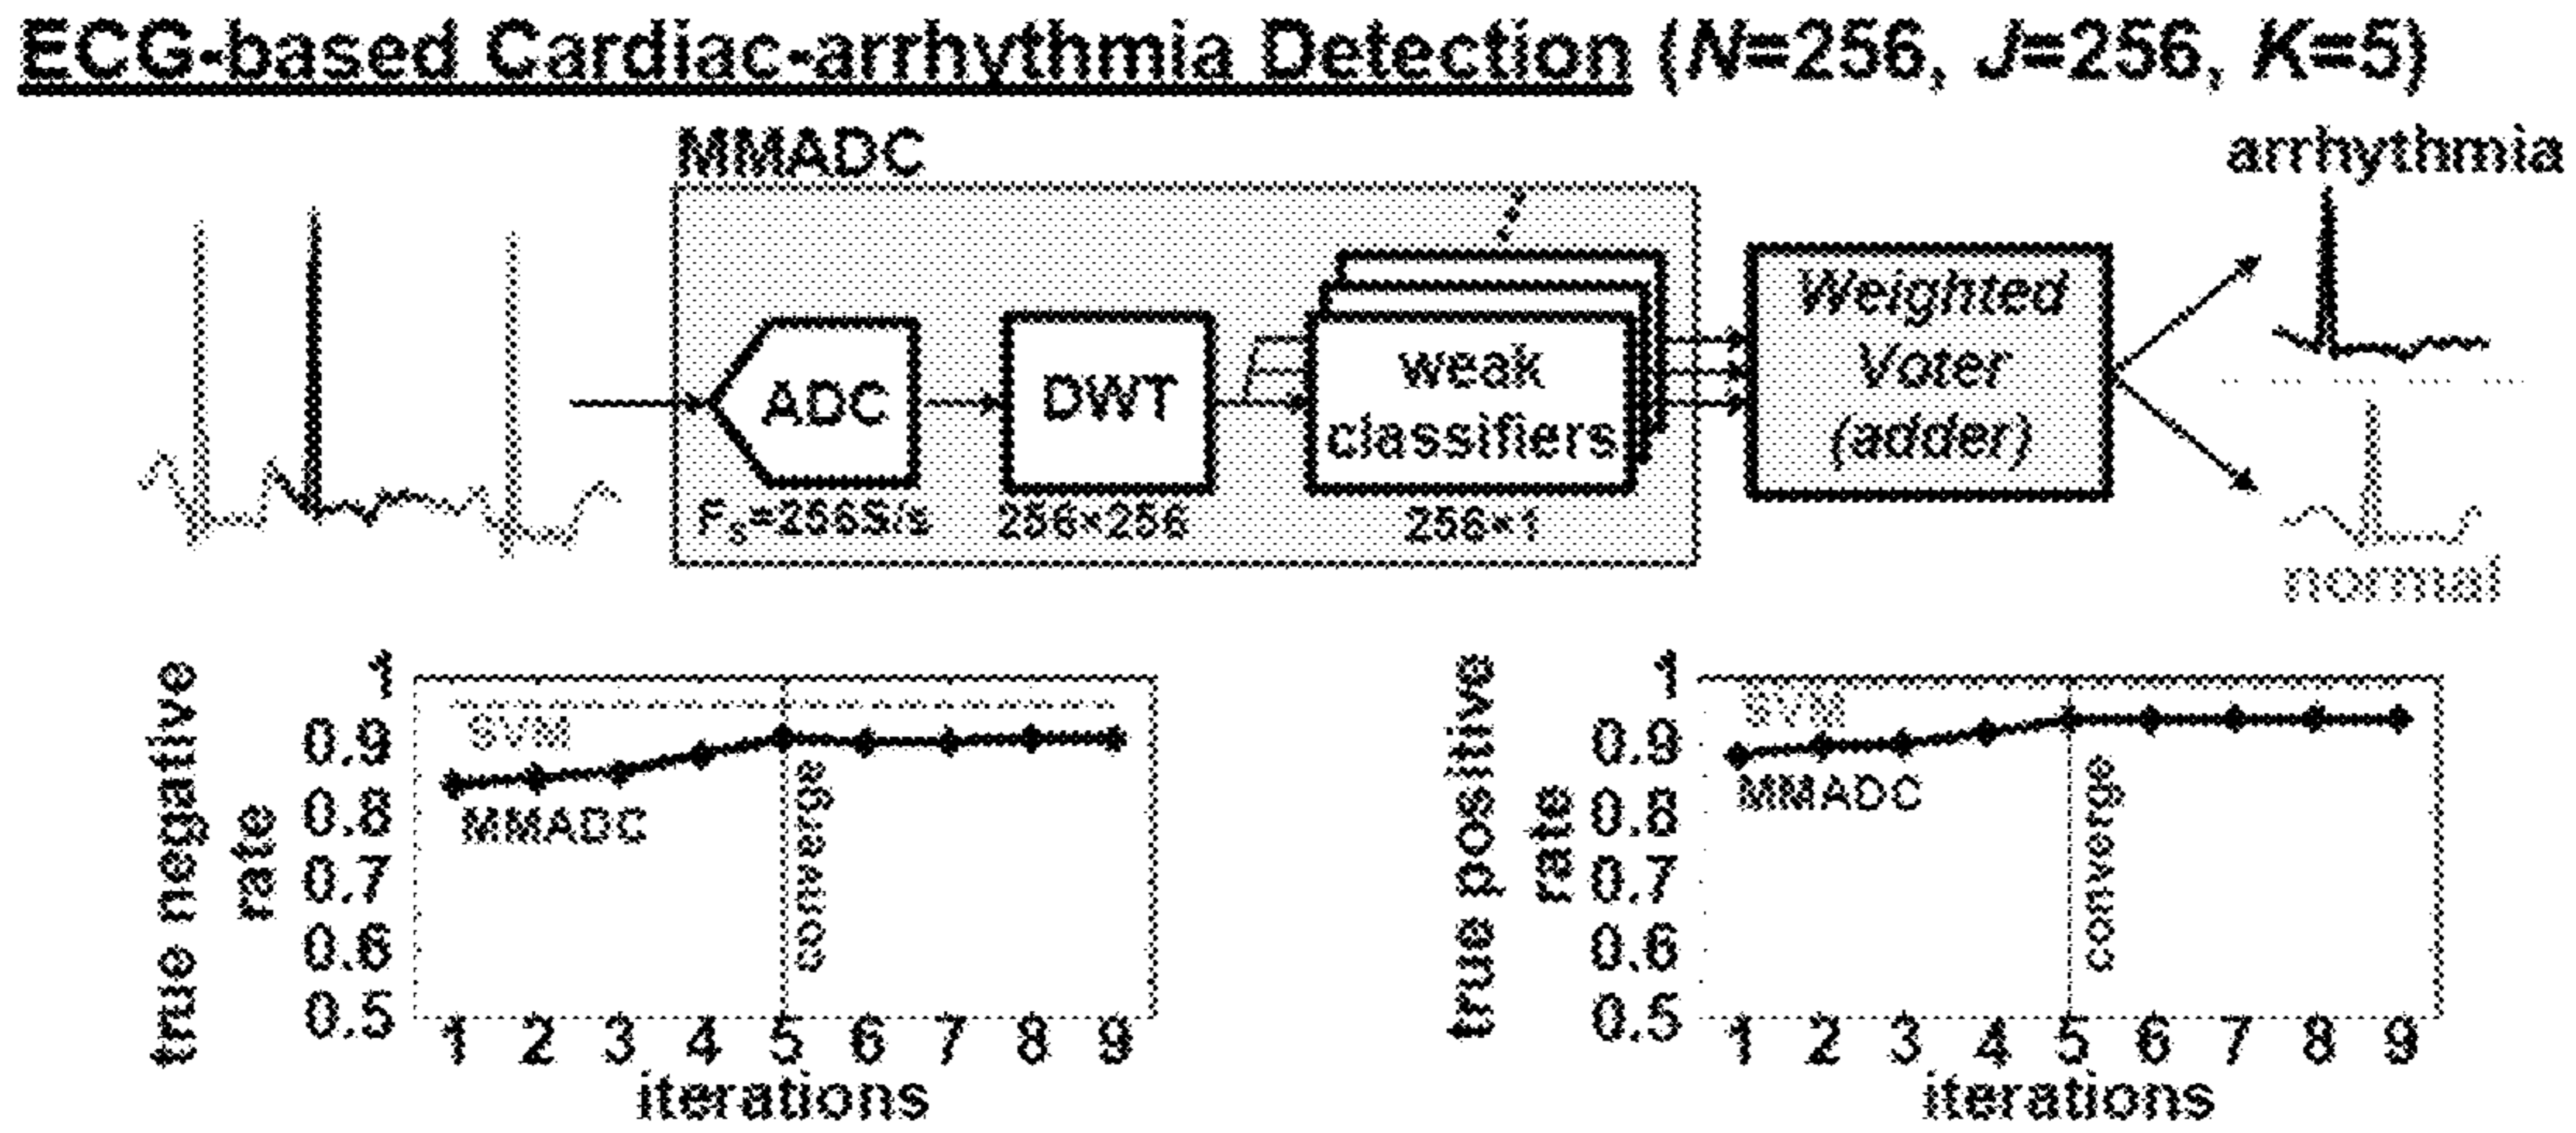 ECG-based Cardiac-arrhythmia Detection (N=256, J=256, K=5)
MMADC
arrhythmia
ADC
DWT
weak
classifiers
Weighted
Voter
(adder)
Fs=256S/s
256×256
256×1
normal
true negative
rate
1
0.9
0.8
0.7
0.6
0.5
SVM
MMADC
converge
1 2 3 4 5 6 7 8 9
iterations
true positive
rate
1
0.9
0.8
0.7
0.6
0.5
SVM
MMADC
converge
1 2 3 4 5 6 7 8 9
iterations